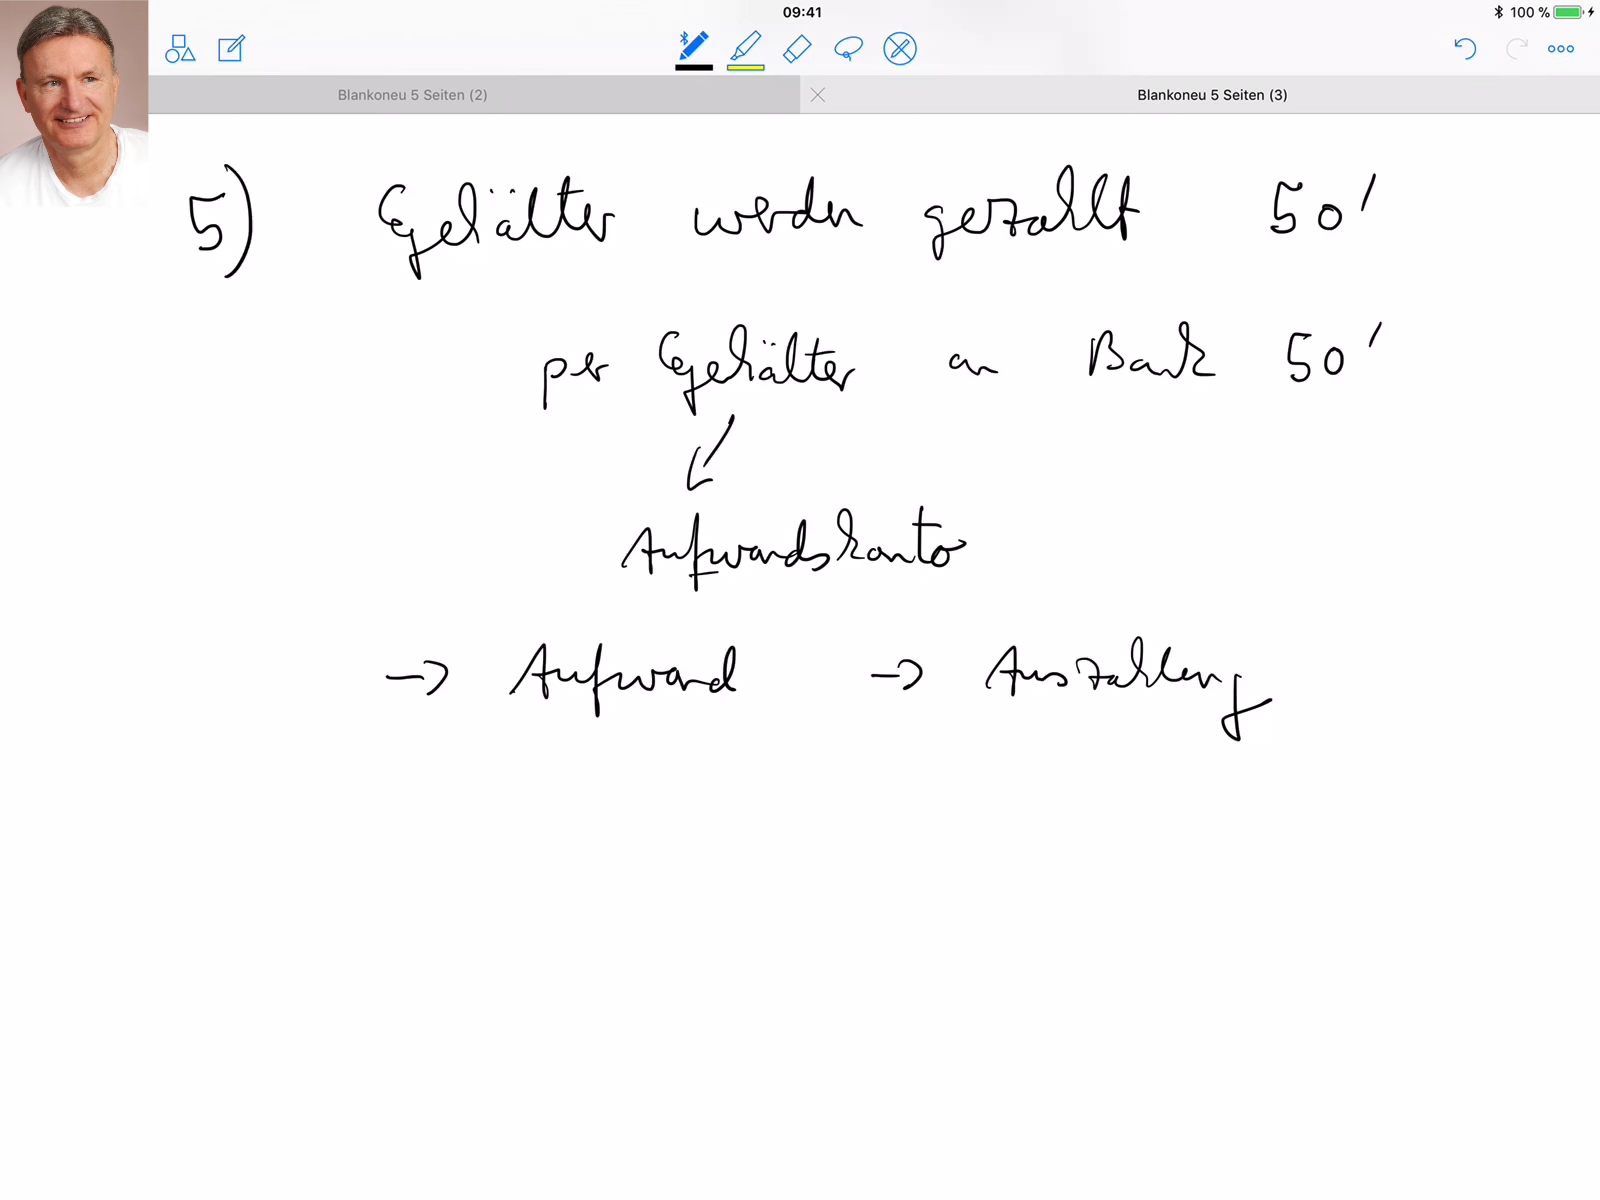 09:41
100 %
Blankoneu 5 Seiten (2)
Blankoneu 5 Seiten (3)
5) Gehälter werden gezahlt 50'
per Gehälter an Bank 50'
Aufwandskonto
→ Aufwand → Auszahlung